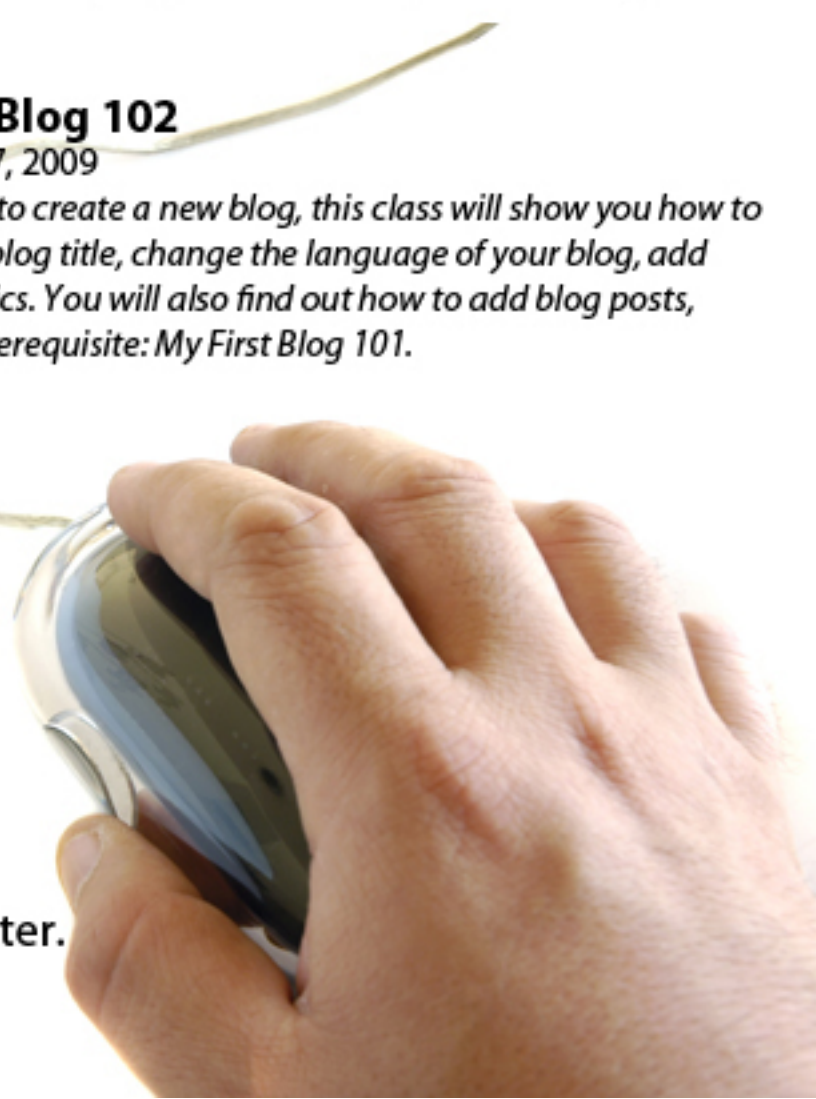 Blog 102
, 2009
to create a new blog, this class will show you how to
blog title, change the language of your blog, add
You will also find out how to add blog posts,
My First Blog 101.